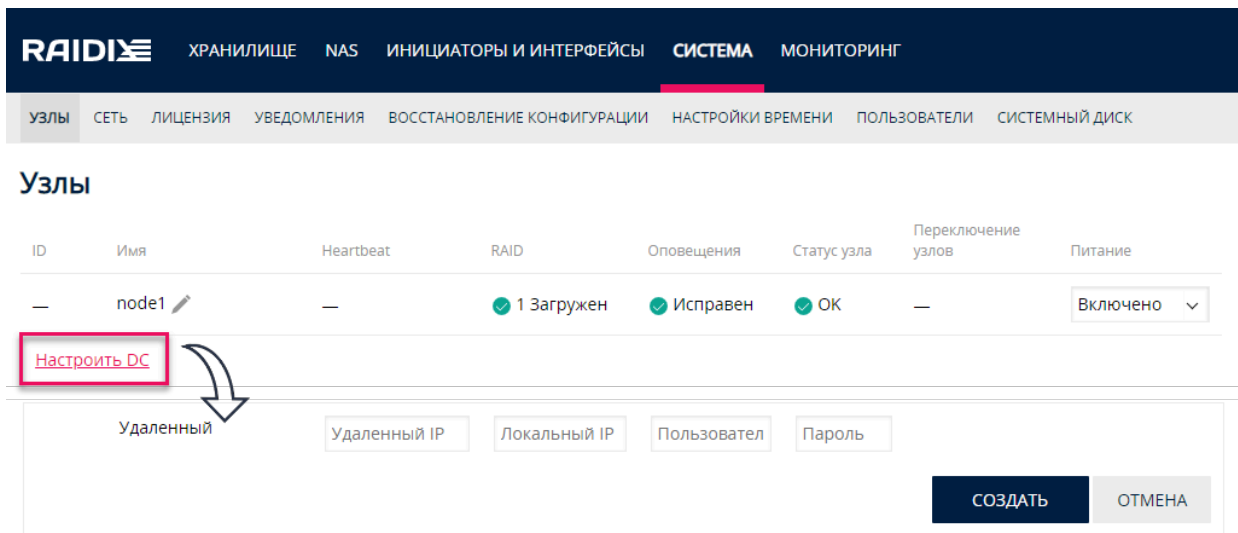 RAIDIX ХРАНИЛИЩЕ NAS ИНИЦИАТОРЫ И ИНТЕРФЕЙСЫ СИСТЕМА МОНИТОРИНГ
УЗЛЫ СЕТЬ ЛИЦЕНЗИЯ УВЕДОМЛЕНИЯ ВОССТАНОВЛЕНИЕ КОНФИГУРАЦИИ НАСТРОЙКИ ВРЕМЕНИ ПОЛЬЗОВАТЕЛИ СИСТЕМНЫЙ ДИСК
Узлы
ID Имя Heartbeat RAID Оповещения Статус узла Переключение узлов Питание
— node1 — 1 Загружен Исправен OK — Включено
Настроить DC
Удаленный Удаленный IP Локальный IP Пользовател Пароль
СОЗДАТЬ ОТМЕНА